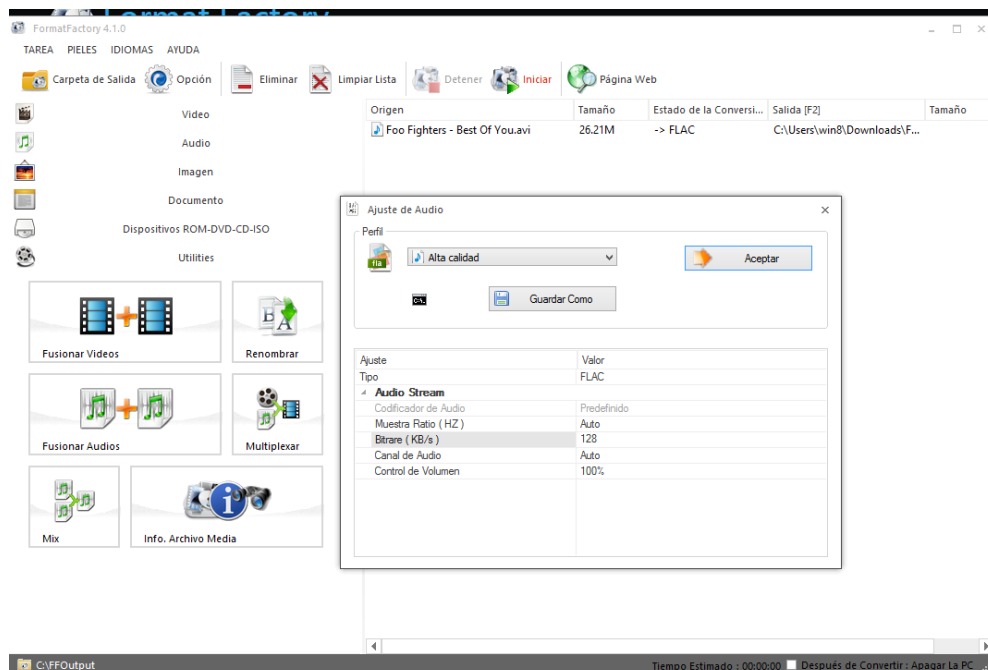 Format Factory
FormatFactory 4.1.0
TAREA PIELES IDIOMAS AYUDA
Carpeta de Salida Opción Eliminar Limpiar Lista Detener Iniciar Página Web
Video
Audio
Imagen
Documento
Dispositivos ROM-DVD-CD-ISO
Utilities
Fusionar Videos
Renombrar
Fusionar Audios
Multiplexar
Mix
Info. Archivo Media
Origen Tamaño Estado de la Conversi... Salida [F2] Tamaño
Foo Fighters - Best Of You.avi 26.21M -> FLAC C:\Users\win8\Downloads\F...
Ajuste de Audio
Perfil
fla
Alta calidad
Aceptar
C:\.
Guardar Como
Ajuste Valor
Tipo FLAC
Audio Stream
Codificador de Audio Predefinido
Muestra Ratio ( HZ ) Auto
Bitrare ( KB/s ) 128
Canal de Audio Auto
Control de Volumen 100%
C:\FFOutput
Tiempo Estimado : 00:00:00 Después de Convertir : Apagar La PC